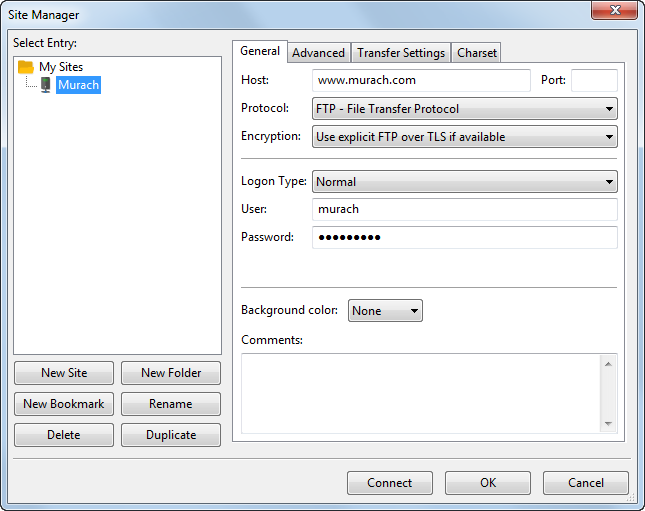 Site Manager
Select Entry:
My Sites
Murach
New Site
New Folder
New Bookmark
Rename
Delete
Duplicate
General
Advanced
Transfer Settings
Charset
Host:
www.murach.com
Port:
Protocol:
FTP - File Transfer Protocol
Encryption:
Use explicit FTP over TLS if available
Logon Type:
Normal
User:
murach
Password:
●●●●●●●●●
Background color:
None
Comments:
Connect
OK
Cancel